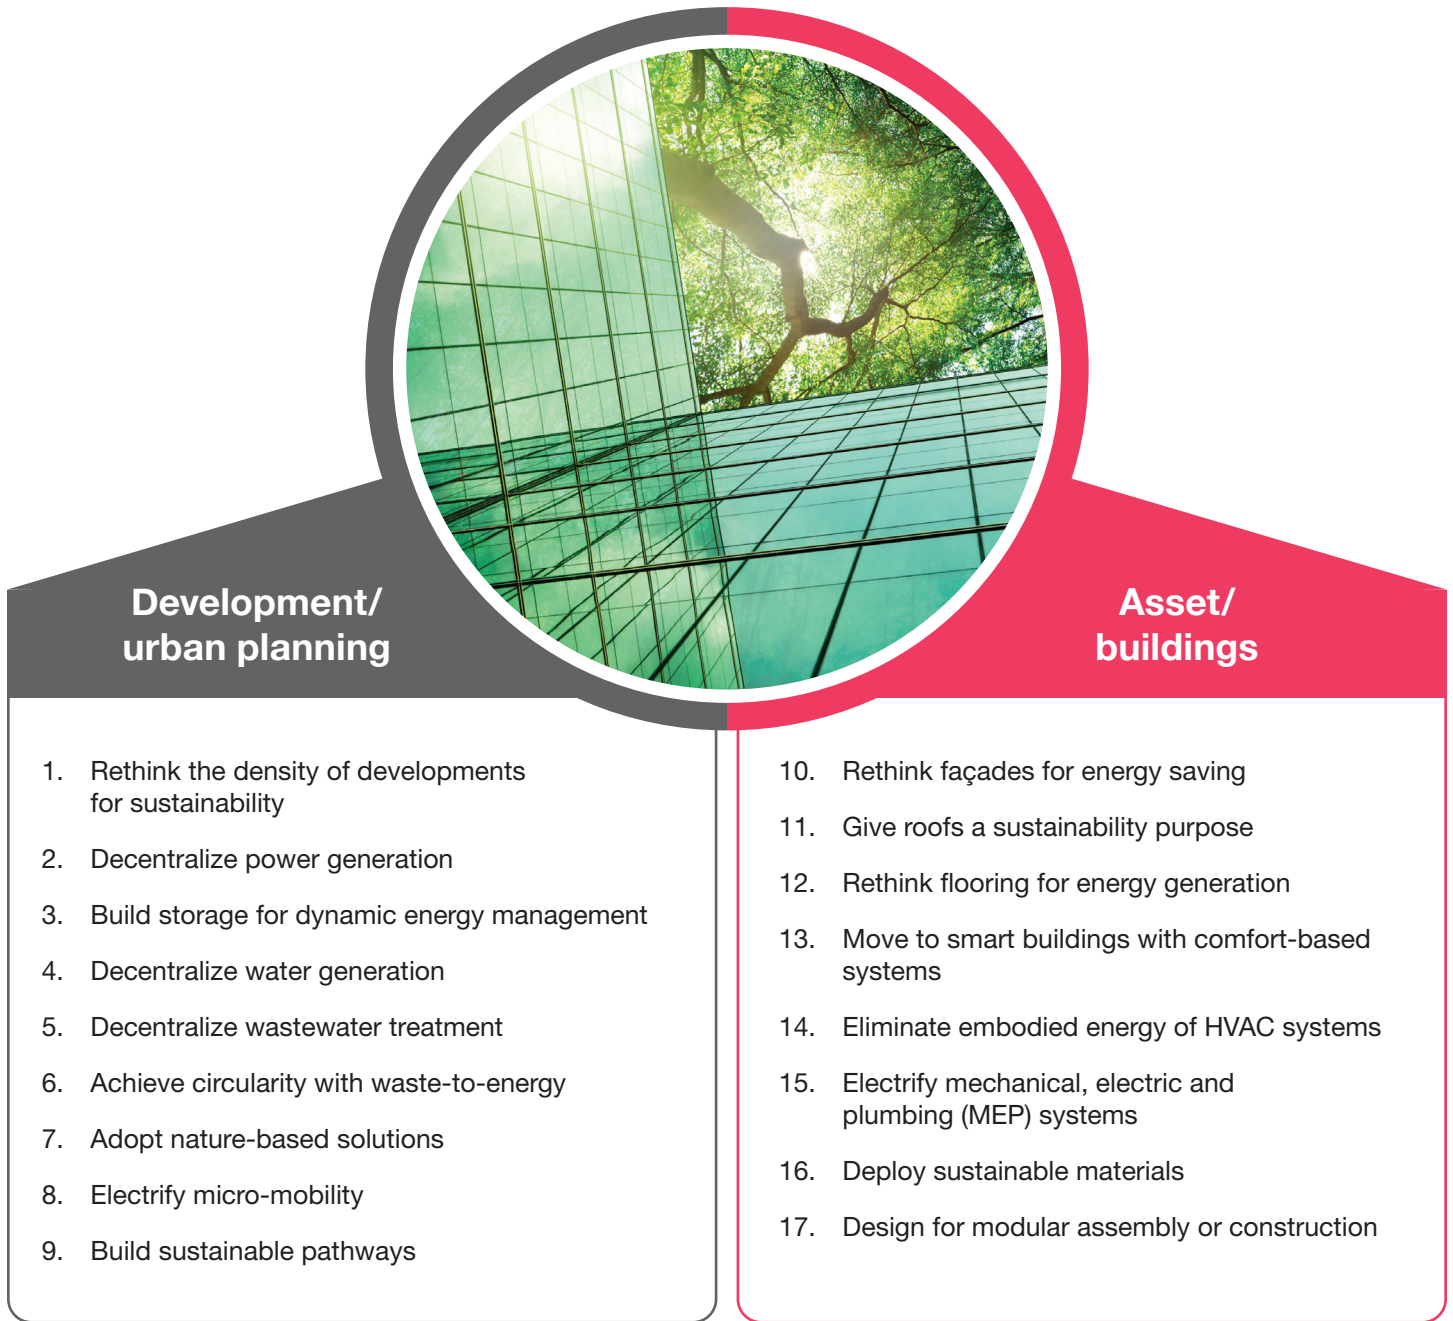 Development/
urban planning
1. Rethink the density of developments
for sustainability
2. Decentralize power generation
3. Build storage for dynamic energy management
4. Decentralize water generation
5. Decentralize wastewater treatment
6. Achieve circularity with waste-to-energy
7. Adopt nature-based solutions
8. Electrify micro-mobility
9. Build sustainable pathways
Asset/
buildings
10. Rethink façades for energy saving
11. Give roofs a sustainability purpose
12. Rethink flooring for energy generation
13. Move to smart buildings with comfort-based
systems
14. Eliminate embodied energy of HVAC systems
15. Electrify mechanical, electric and
plumbing (MEP) systems
16. Deploy sustainable materials
17. Design for modular assembly or construction